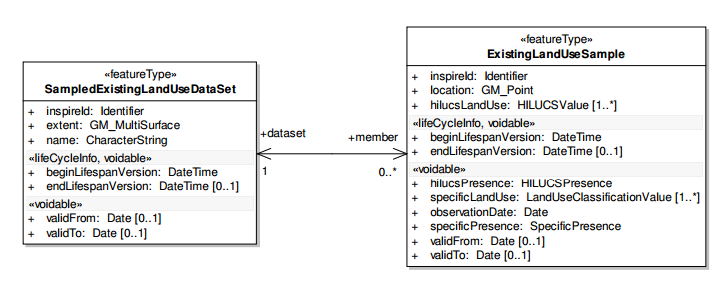 «featureType»
SampledExistingLandUseDataSet
+ inspireId: Identifier
+ extent: GM_MultiSurface
+ name: CharacterString
«lifeCycleInfo, voidable»
+ beginLifespanVersion: DateTime
+ endLifespanVersion: DateTime [0..1]
«voidable»
+ validFrom: Date [0..1]
+ validTo: Date [0..1]
+dataset
1
+member
0..*
«featureType»
ExistingLandUseSample
+ inspireId: Identifier
+ location: GM_Point
+ hilucsLandUse: HILUCSValue [1..*]
«lifeCycleInfo, voidable»
+ beginLifespanVersion: DateTime
+ endLifespanVersion: DateTime [0..1]
«voidable»
+ hilucsPresence: HILUCSPresence
+ specificLandUse: LandUseClassificationValue [1..*]
+ observationDate: Date
+ specificPresence: SpecificPresence
+ validFrom: Date [0..1]
+ validTo: Date [0..1]